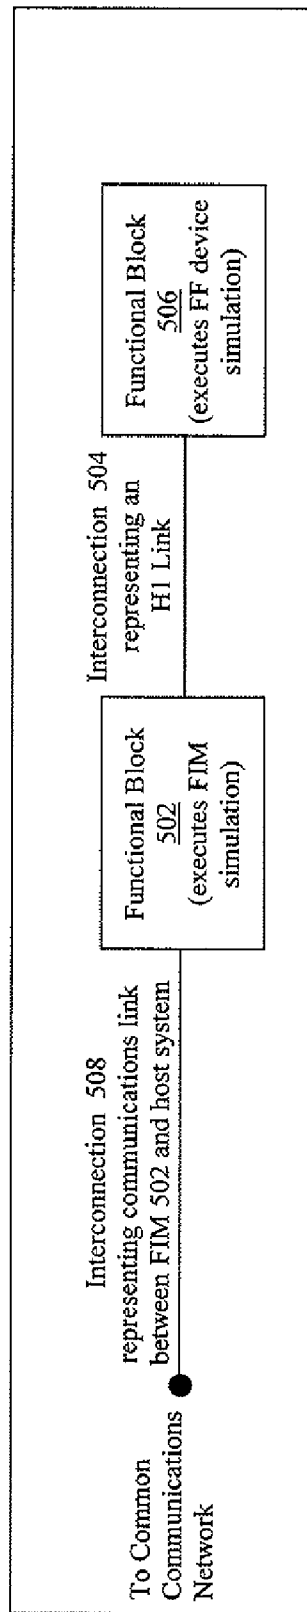 To Common
Communications
Network
Interconnection 508
representing communications link
between FIM 502 and host system
Functional Block
502
(executes FIM
simulation)
Interconnection 504
representing an
H1 Link
Functional Block
506
(executes FF device
simulation)